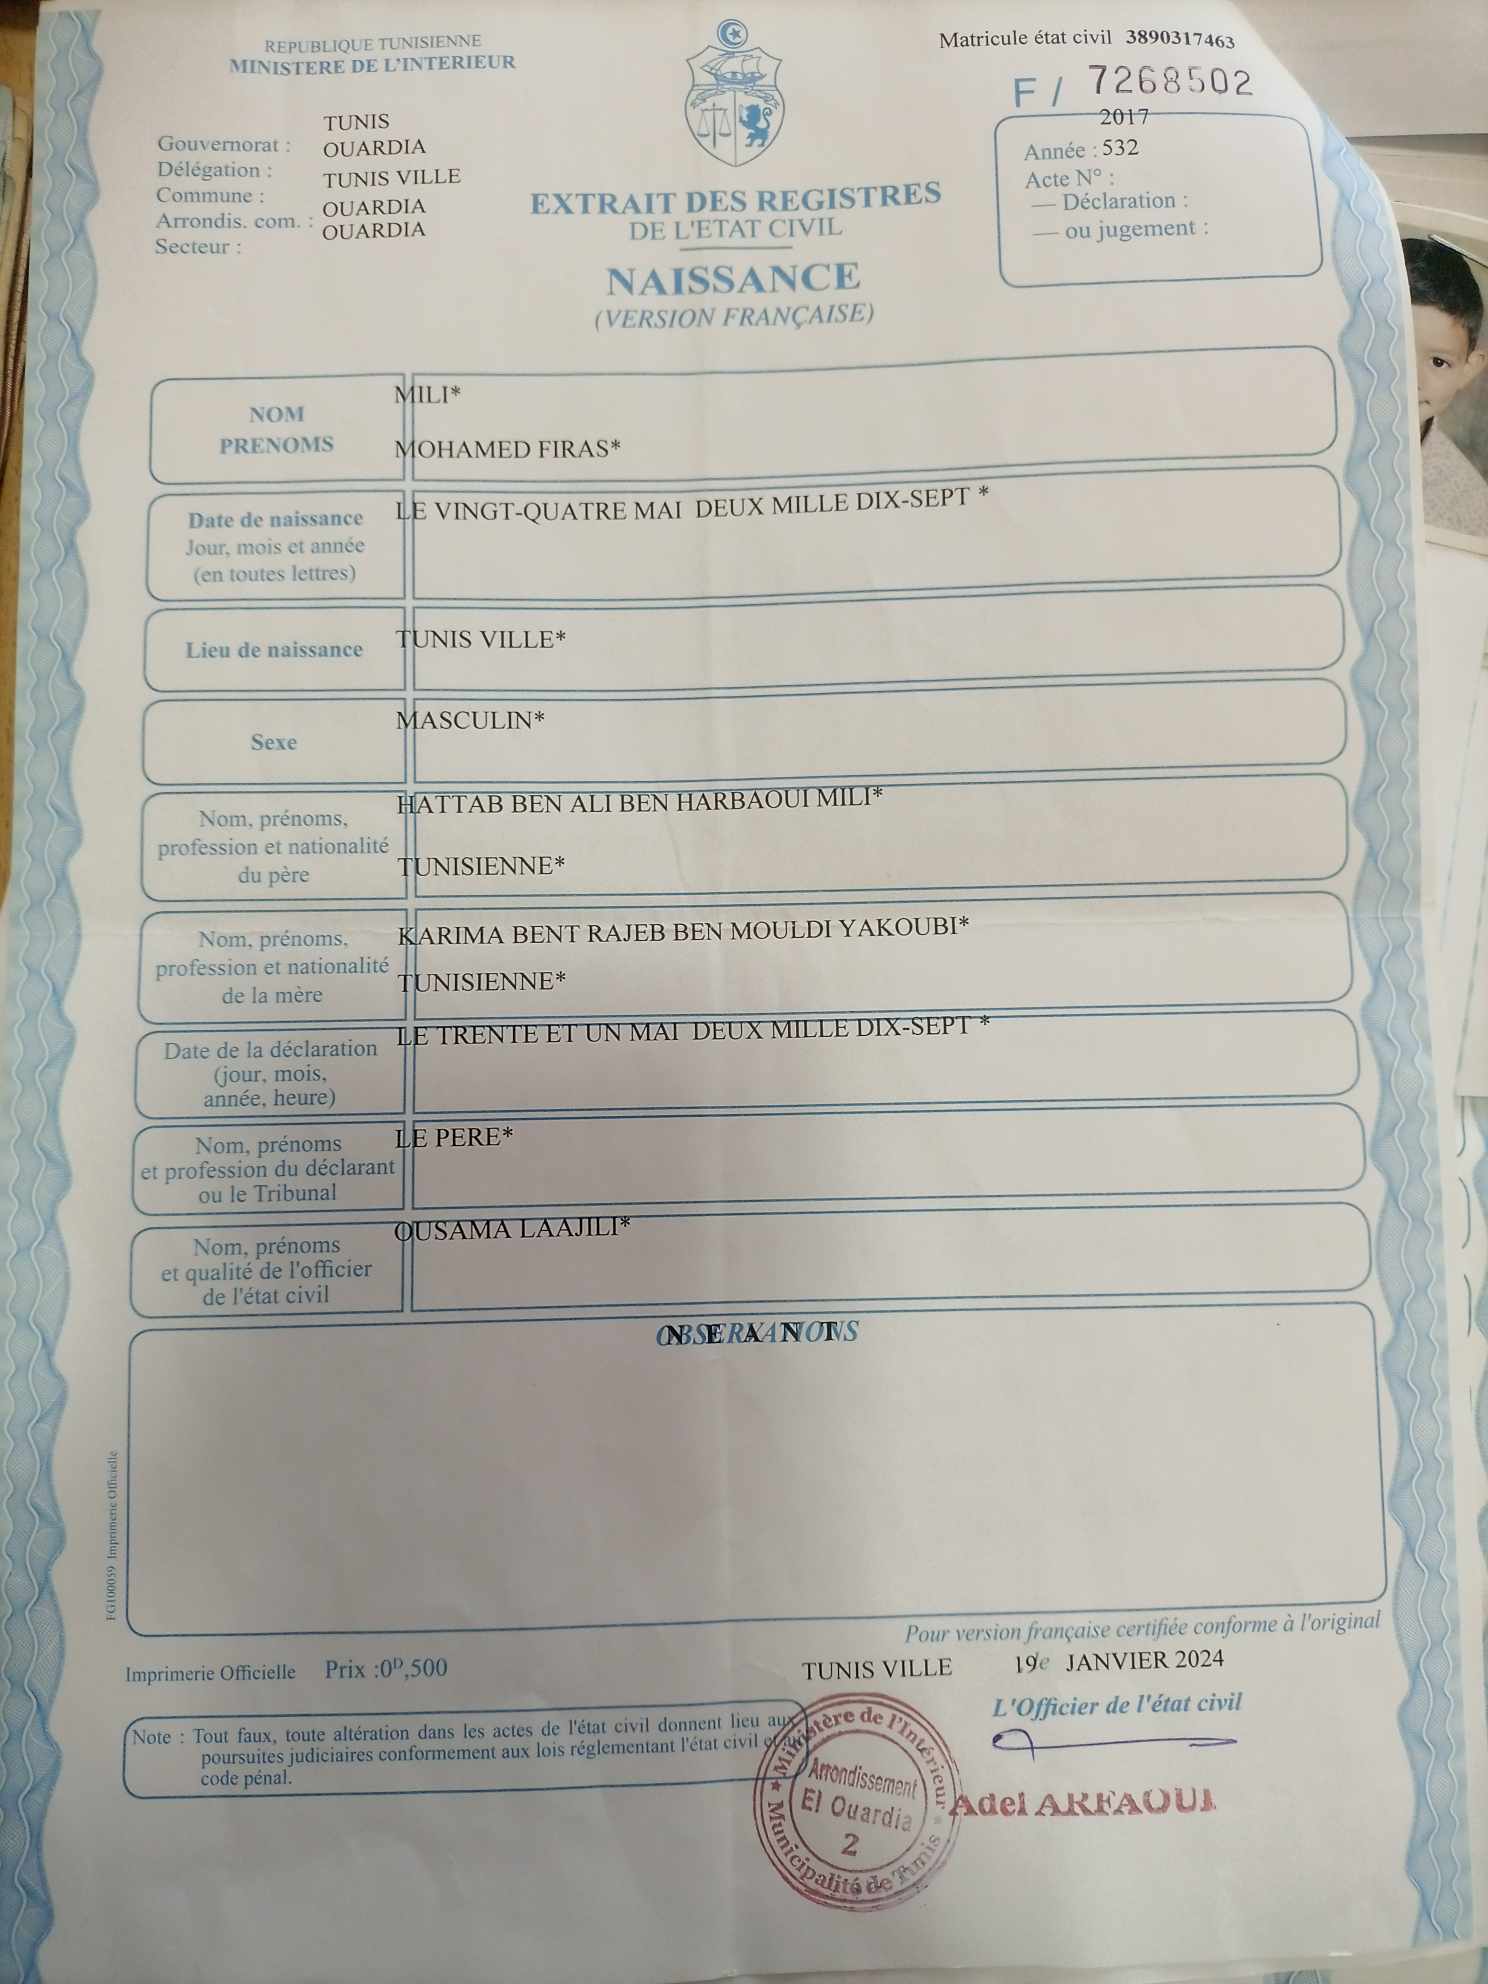 REPUBLIQUE TUNISIENNE
MINISTERE DE L'INTERIEUR
Matricule état civil 3890317463
F / 7268502
Gouvernorat : TUNIS
Délégation : OUARDIA
Commune : TUNIS VILLE
Arrondis. com. : OUARDIA
Secteur : OUARDIA
2017
Année : 532
Acte N° :
— Déclaration :
— ou jugement :
EXTRAIT DES REGISTRES
DE L'ETAT CIVIL
NAISSANCE
(VERSION FRANÇAISE)
NOM
PRENOMS
MILI*
MOHAMED FIRAS*
Date de naissance
Jour, mois et année
(en toutes lettres)
LE VINGT-QUATRE MAI DEUX MILLE DIX-SEPT *
Lieu de naissance
TUNIS VILLE*
Sexe
MASCULIN*
Nom, prénoms,
profession et nationalité
du père
HATTAB BEN ALI BEN HARBAOUI MILI*
TUNISIENNE*
Nom, prénoms,
profession et nationalité
de la mère
KARIMA BENT RAJEB BEN MOULDI YAKOUBI*
TUNISIENNE*
Date de la déclaration
(jour, mois,
année, heure)
LE TRENTE ET UN MAI DEUX MILLE DIX-SEPT *
Nom, prénoms
et profession du déclarant
ou le Tribunal
LE PERE*
Nom, prénoms
et qualité de l'officier
de l'état civil
OUSAMA LAAJILI*
OBSERVATIONS
N E A N T
FG100059 Imprimerie Officielle
Pour version française certifiée conforme à l'original
Imprimerie Officielle Prix :0D,500
TUNIS VILLE 19 le JANVIER 2024
L'Officier de l'état civil
Note : Tout faux, toute altération dans les actes de l'état civil donnent lieu aux
poursuites judiciaires conformement aux lois réglementant l'état civil et au
code pénal.
Ministère de l'Intérieur
Arrondissement
El Ouardia
2
Municipalité de Tunis
Adel ARFAOUI